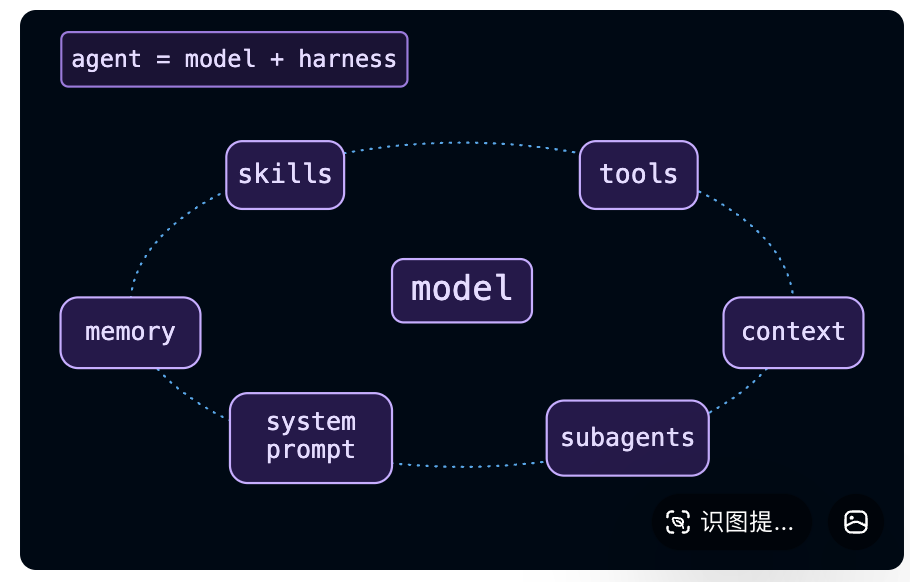 agent = model + harness
skills
tools
model
memory
context
system
prompt
subagents
识图提...